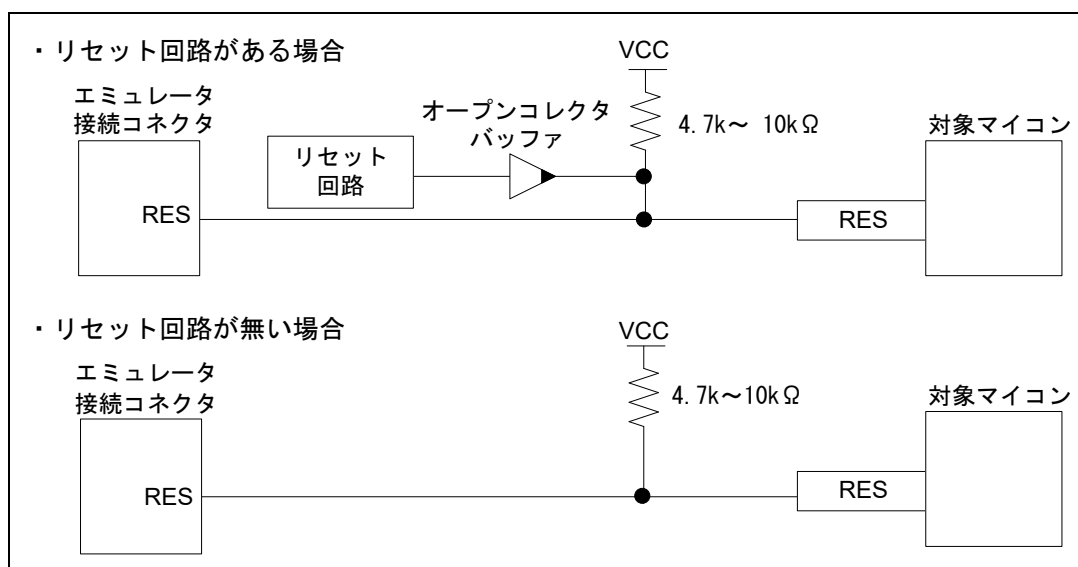 ・リセット回路がある場合
エミュレータ
接続コネクタ
RES
リセット
回路
オープンコレクタ
バッファ
VCC
4.7k～ 10kΩ
対象マイコン
RES
・リセット回路が無い場合
エミュレータ
接続コネクタ
RES
VCC
4.7k～10kΩ
対象マイコン
RES